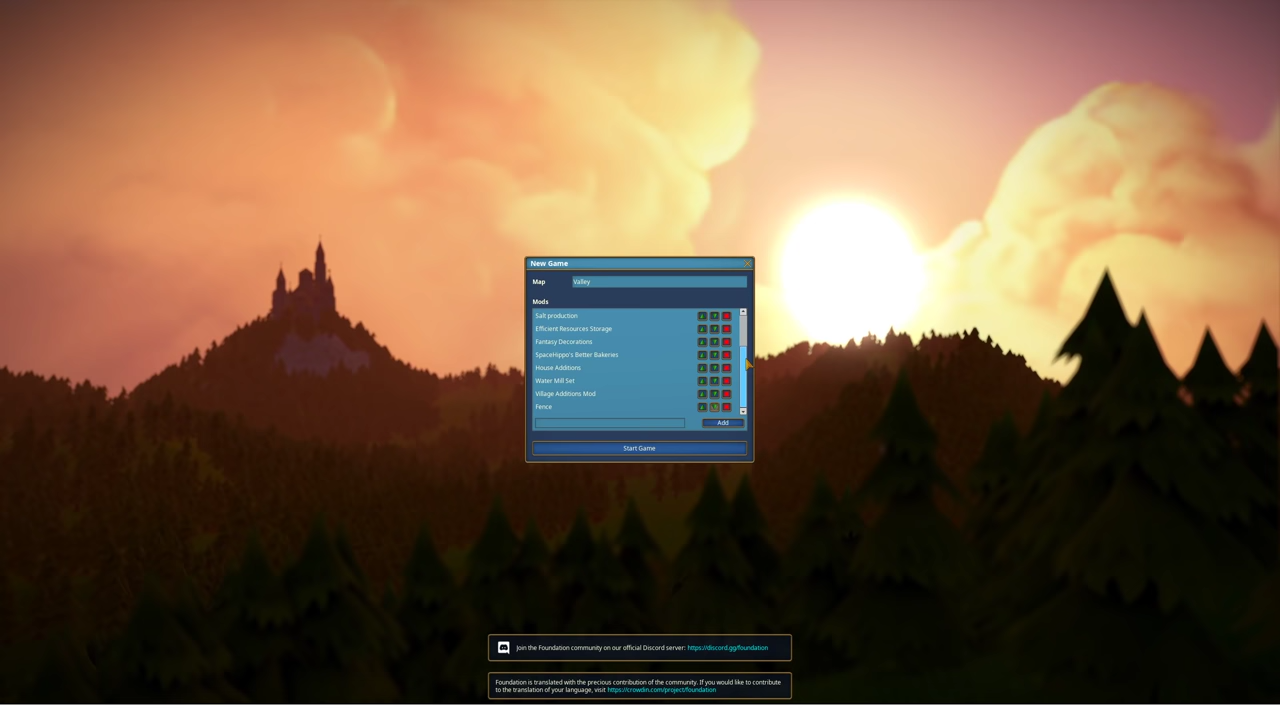 New Game
Map
Valley
Mods
Salt production
Efficient Resources Storage
Fantasy Decorations
SpaceHippo's Better Bakeries
House Additions
Water Mill Set
Village Additions Mod
Fence
Add
Start Game
Join the Foundation community on our official Discord server: https://discord.gg/foundation
Foundation is translated with the precious contribution of the community. If you would like to contribute
to the translation of your language, visit https://crowdin.com/project/foundation